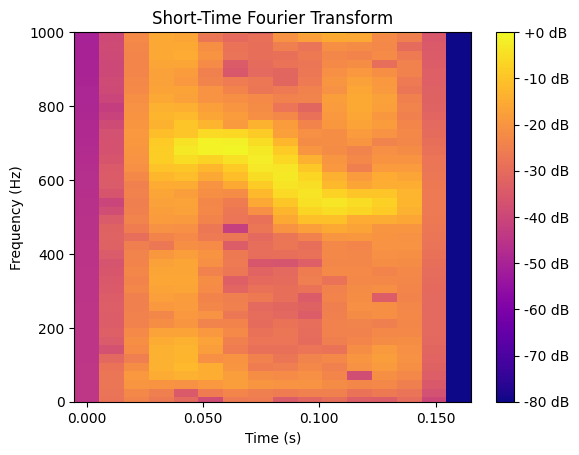 Short-Time Fourier Transform
1000
800
600
400
200
0
Frequency (Hz)
0.000
0.050
0.100
0.150
Time (s)
+0 dB
-10 dB
-20 dB
-30 dB
-40 dB
-50 dB
-60 dB
-70 dB
-80 dB